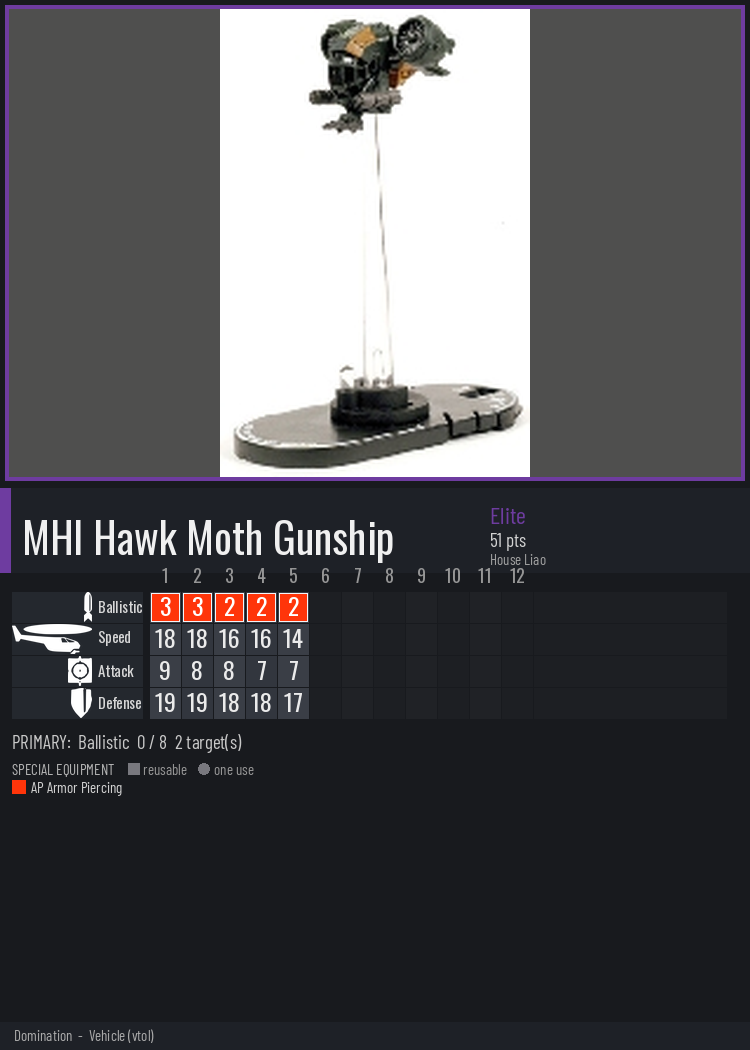 MHI Hawk Moth Gunship
Elite
51 pts
House Liao
1 2 3 4 5 6 7 8 9 10 11 12
Ballistic 3 3 2 2 2
Speed 18 18 16 16 14
Attack 9 8 8 7 7
Defense 19 19 18 18 17
PRIMARY: Ballistic 0 / 8 2 target(s)
SPECIAL EQUIPMENT reusable one use
AP Armor Piercing
Domination - Vehicle (vtol)